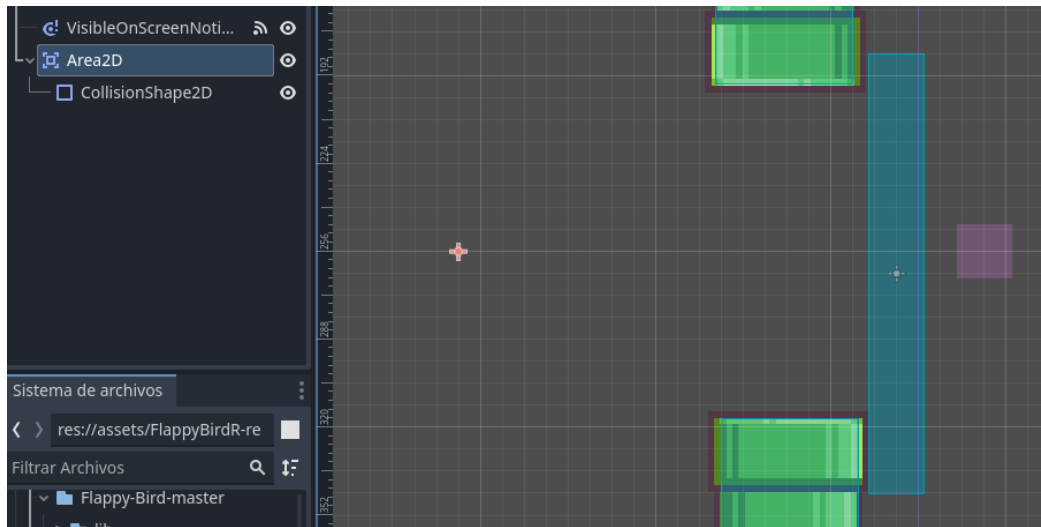 VisibleOnScreenNoti...
Area2D
CollisionShape2D
192
224
256
288
320
352
Sistema de archivos
res://assets/FlappyBirdR-re
Filtrar Archivos
Flappy-Bird-master